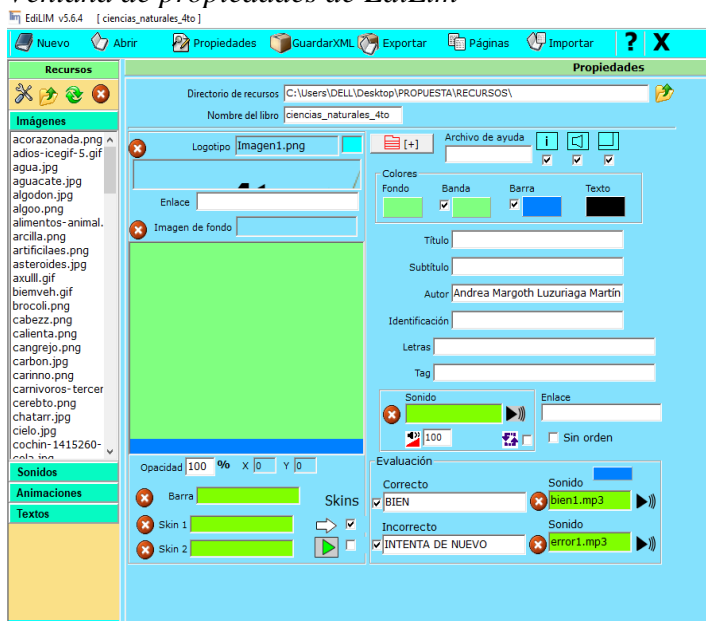 Ventana de propiedades de EdiLim
EdiLIM v5.6.4 [ ciencias_naturales_4to ]
Nuevo Abrir Propiedades GuardarXML Exportar Páginas Importar ? X
Recursos
Propiedades
Directorio de recursos C:\Users\DELL\Desktop\PROPUESTA\RECURSOS\
Nombre del libro ciencias_naturales_4to
Imágenes
acorazonada.png
adios-icegif-5.gif
agua.jpg
aguacate.jpg
algodon.jpg
algoo.png
alimentos-animal.
arcilla.png
artificilaes.png
asteroides.jpg
axulll.gif
biemveh.gif
brocoli.png
cabezz.png
calienta.png
cangrejo.png
carbon.jpg
carinno.png
carnivoros-tercer
cerebto.png
chatarr.jpg
cielo.jpg
cochin-1415260-
cola.jpg
Sonidos
Animaciones
Textos
Logotipo Imagen1.png
Enlace
Imagen de fondo
Opacidad 100 % X 0 Y 0
Barra
Skins
Skin 1
Skin 2
[+] Archivo de ayuda i
Colores
Fondo Banda Barra Texto
Título
Subtítulo
Autor Andrea Margoth Luzuriaga Martín
Identificación
Letras
Tag
Sonido
Enlace
100
Sin orden
Evaluación
Correcto Sonido
BIEN bien1.mp3
Incorrecto Sonido
INTENTA DE NUEVO error1.mp3